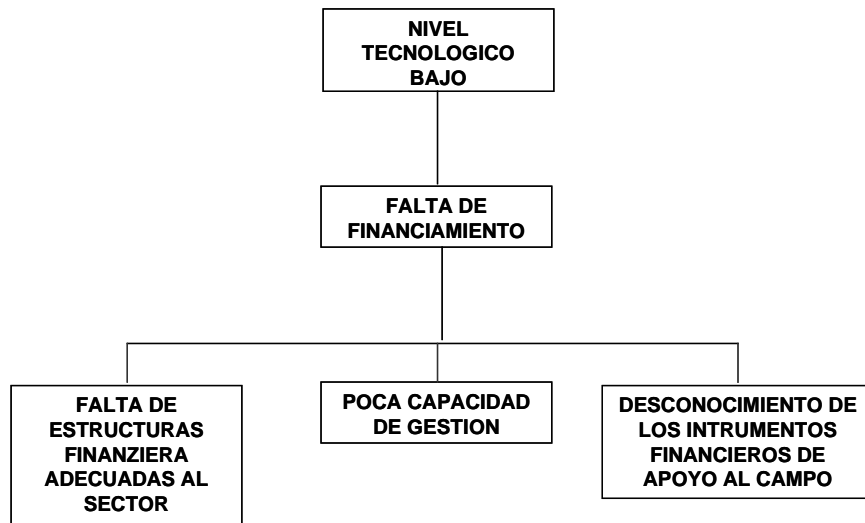 NIVEL
TECNOLOGICO
BAJO
FALTA DE
FINANCIAMIENTO
FALTA DE
ESTRUCTURAS
FINANZIERA
ADECUADAS AL
SECTOR
POCA CAPACIDAD
DE GESTION
DESCONOCIMIENTO DE
LOS INTRUMENTOS
FINANCIEROS DE
APOYO AL CAMPO